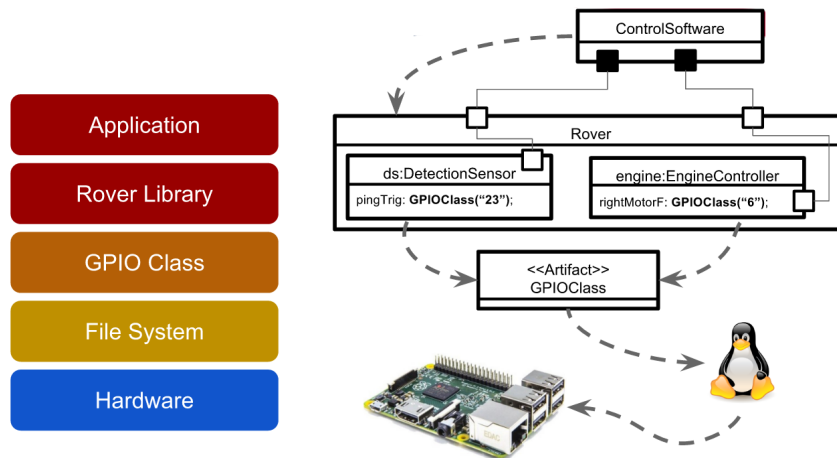 Application
Rover Library
GPIO Class
File System
Hardware
ControlSoftware
Rover
ds:DetectionSensor
pingTrig: GPIOClass(“23”);
engine:EngineController
rightMotorF: GPIOClass(“6”);
<<Artifact>>
GPIOClass